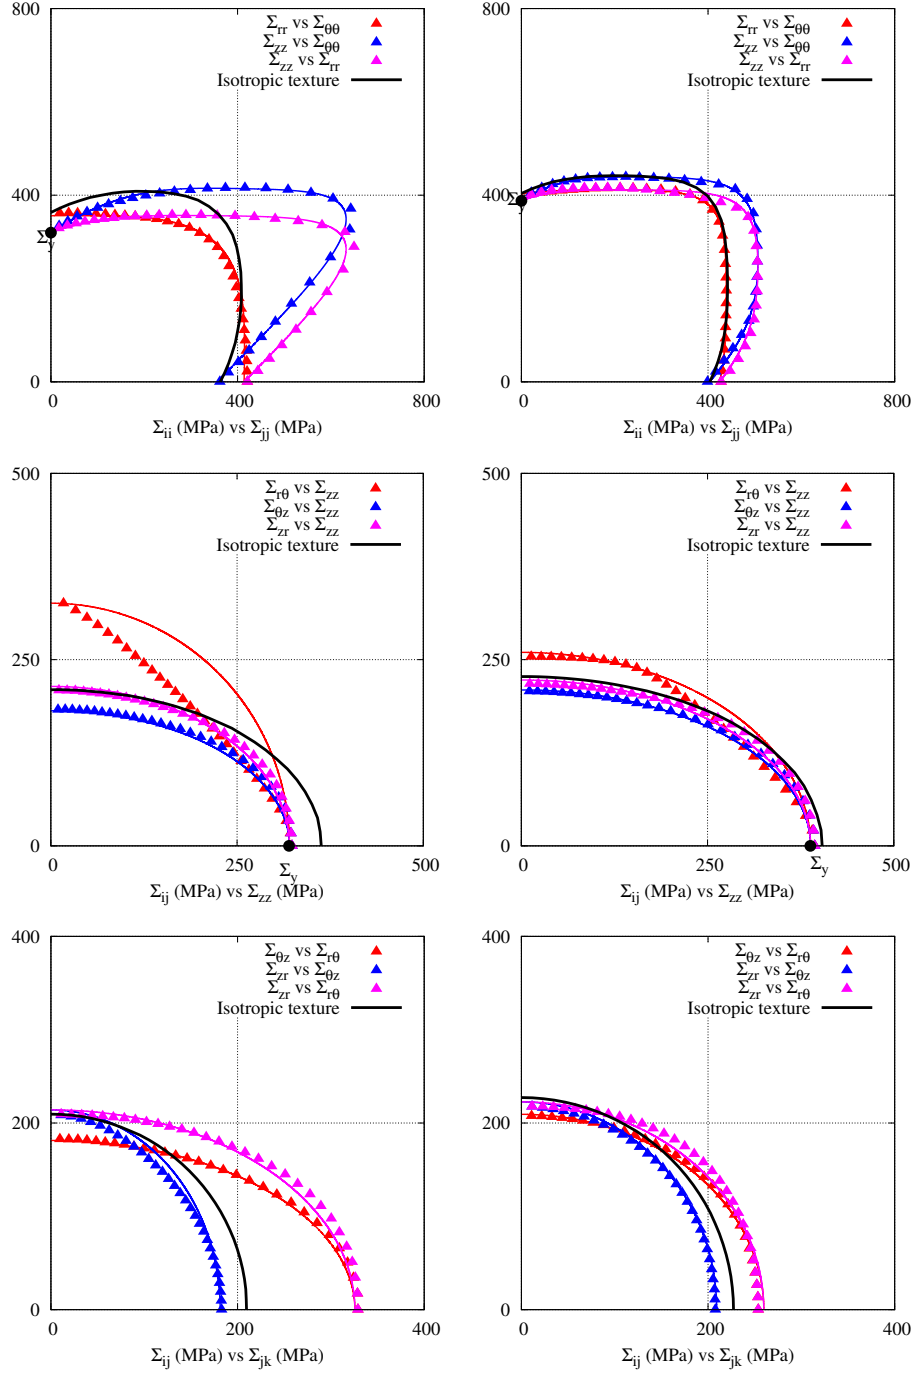 800
Σrr vs Σθθ
Σzz vs Σθθ
Σzz vs Σrr
Isotropic texture
400
Σy
0
0 400 800
Σii (MPa) vs Σjj (MPa)
800
Σrr vs Σθθ
Σzz vs Σθθ
Σzz vs Σrr
Isotropic texture
400
Σ
0
0 400 800
Σii (MPa) vs Σjj (MPa)
500
Σrθ vs Σzz
Σθz vs Σzz
Σzr vs Σzz
Isotropic texture
250
0
0 250 500
Σy
Σij (MPa) vs Σzz (MPa)
500
Σrθ vs Σzz
Σθz vs Σzz
Σzr vs Σzz
Isotropic texture
250
0
0 250 500
Σy
Σij (MPa) vs Σzz (MPa)
400
Σθz vs Σrθ
Σzr vs Σθz
Σzr vs Σrθ
Isotropic texture
200
0
0 200 400
Σij (MPa) vs Σjk (MPa)
400
Σθz vs Σrθ
Σzr vs Σθz
Σzr vs Σrθ
Isotropic texture
200
0
0 200 400
Σij (MPa) vs Σjk (MPa)